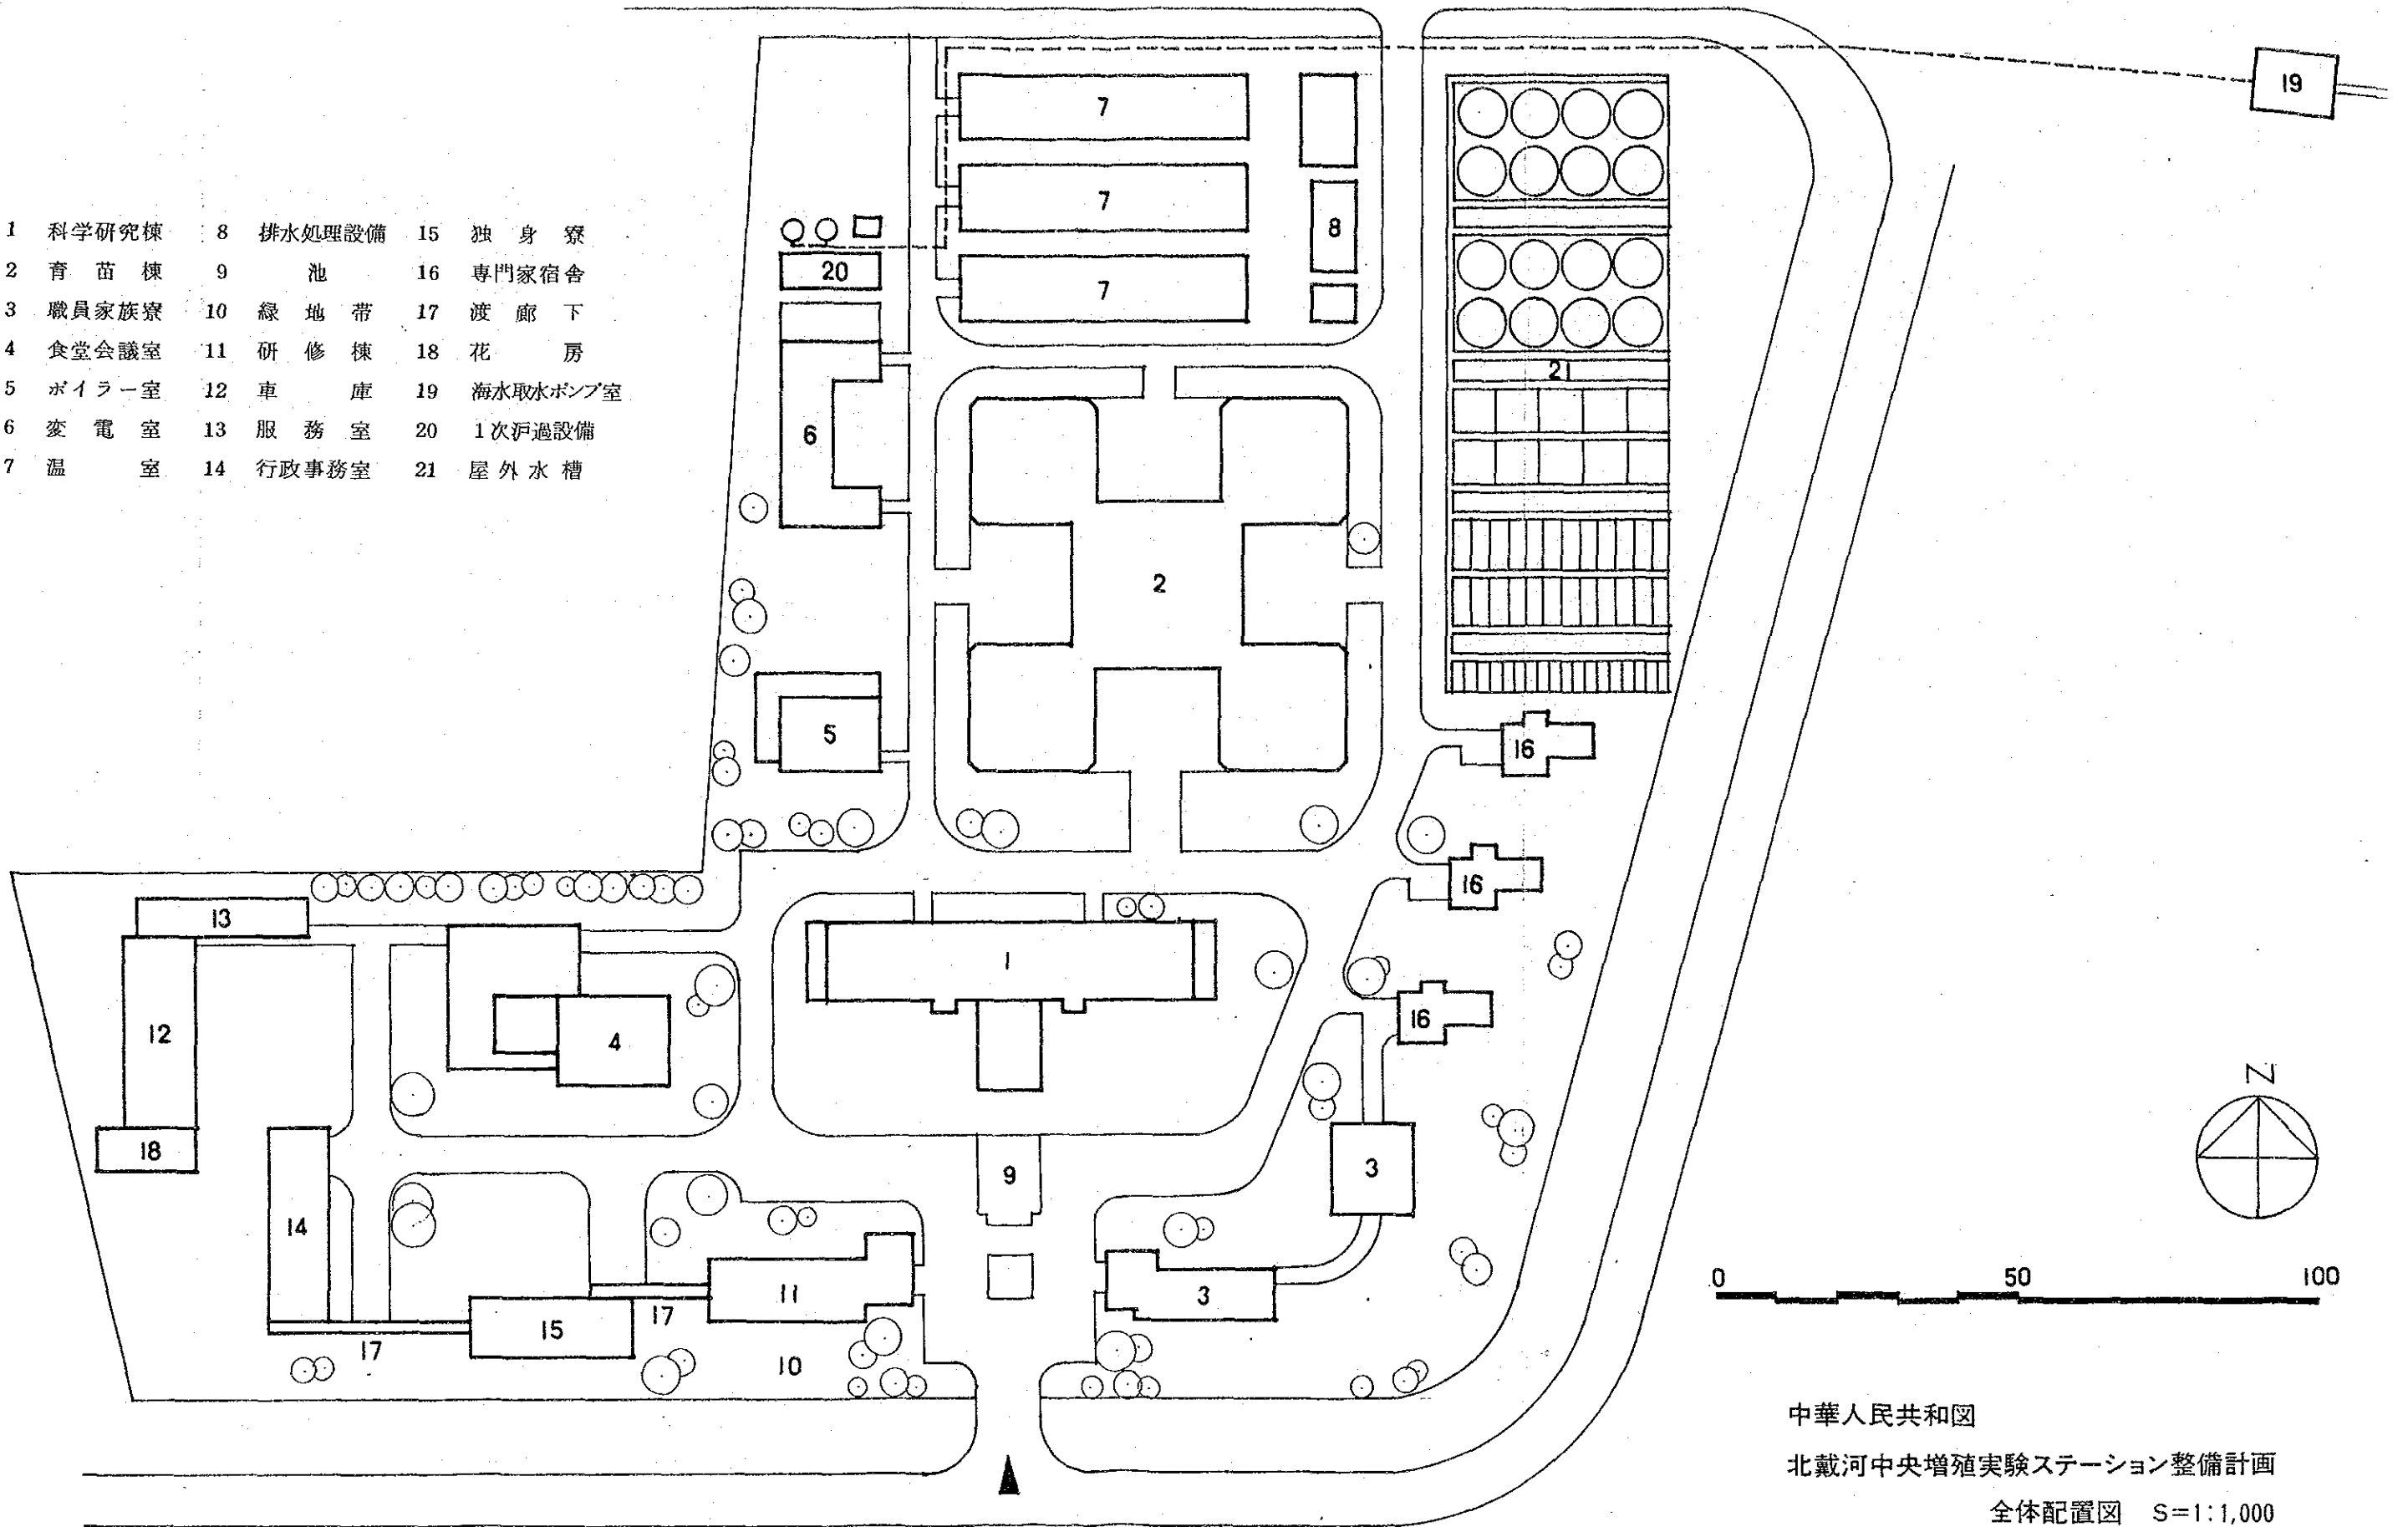 1 科学研究棟 8 排水処理設備 15 独身寮
2 育苗棟 9 池 16 専門家宿舎
3 職員家族寮 10 緑地帯 17 渡廊下
4 食堂会議室 11 研修棟 18 花房
5 ボイラー室 12 車庫 19 海水取水ポンプ室
6 変電室 13 服務室 20 1次沪過設備
7 温室 14 行政事務室 21 屋外水槽
19
7
7
8
20
7
21
6
2
5
16
16
13
1
16
12
4
N
18
3
9
14
11
3
17
15
17
10
0 50 100
中華人民共和図
北戴河中央増殖実験ステーション整備計画
全体配置図 S=1:1,000